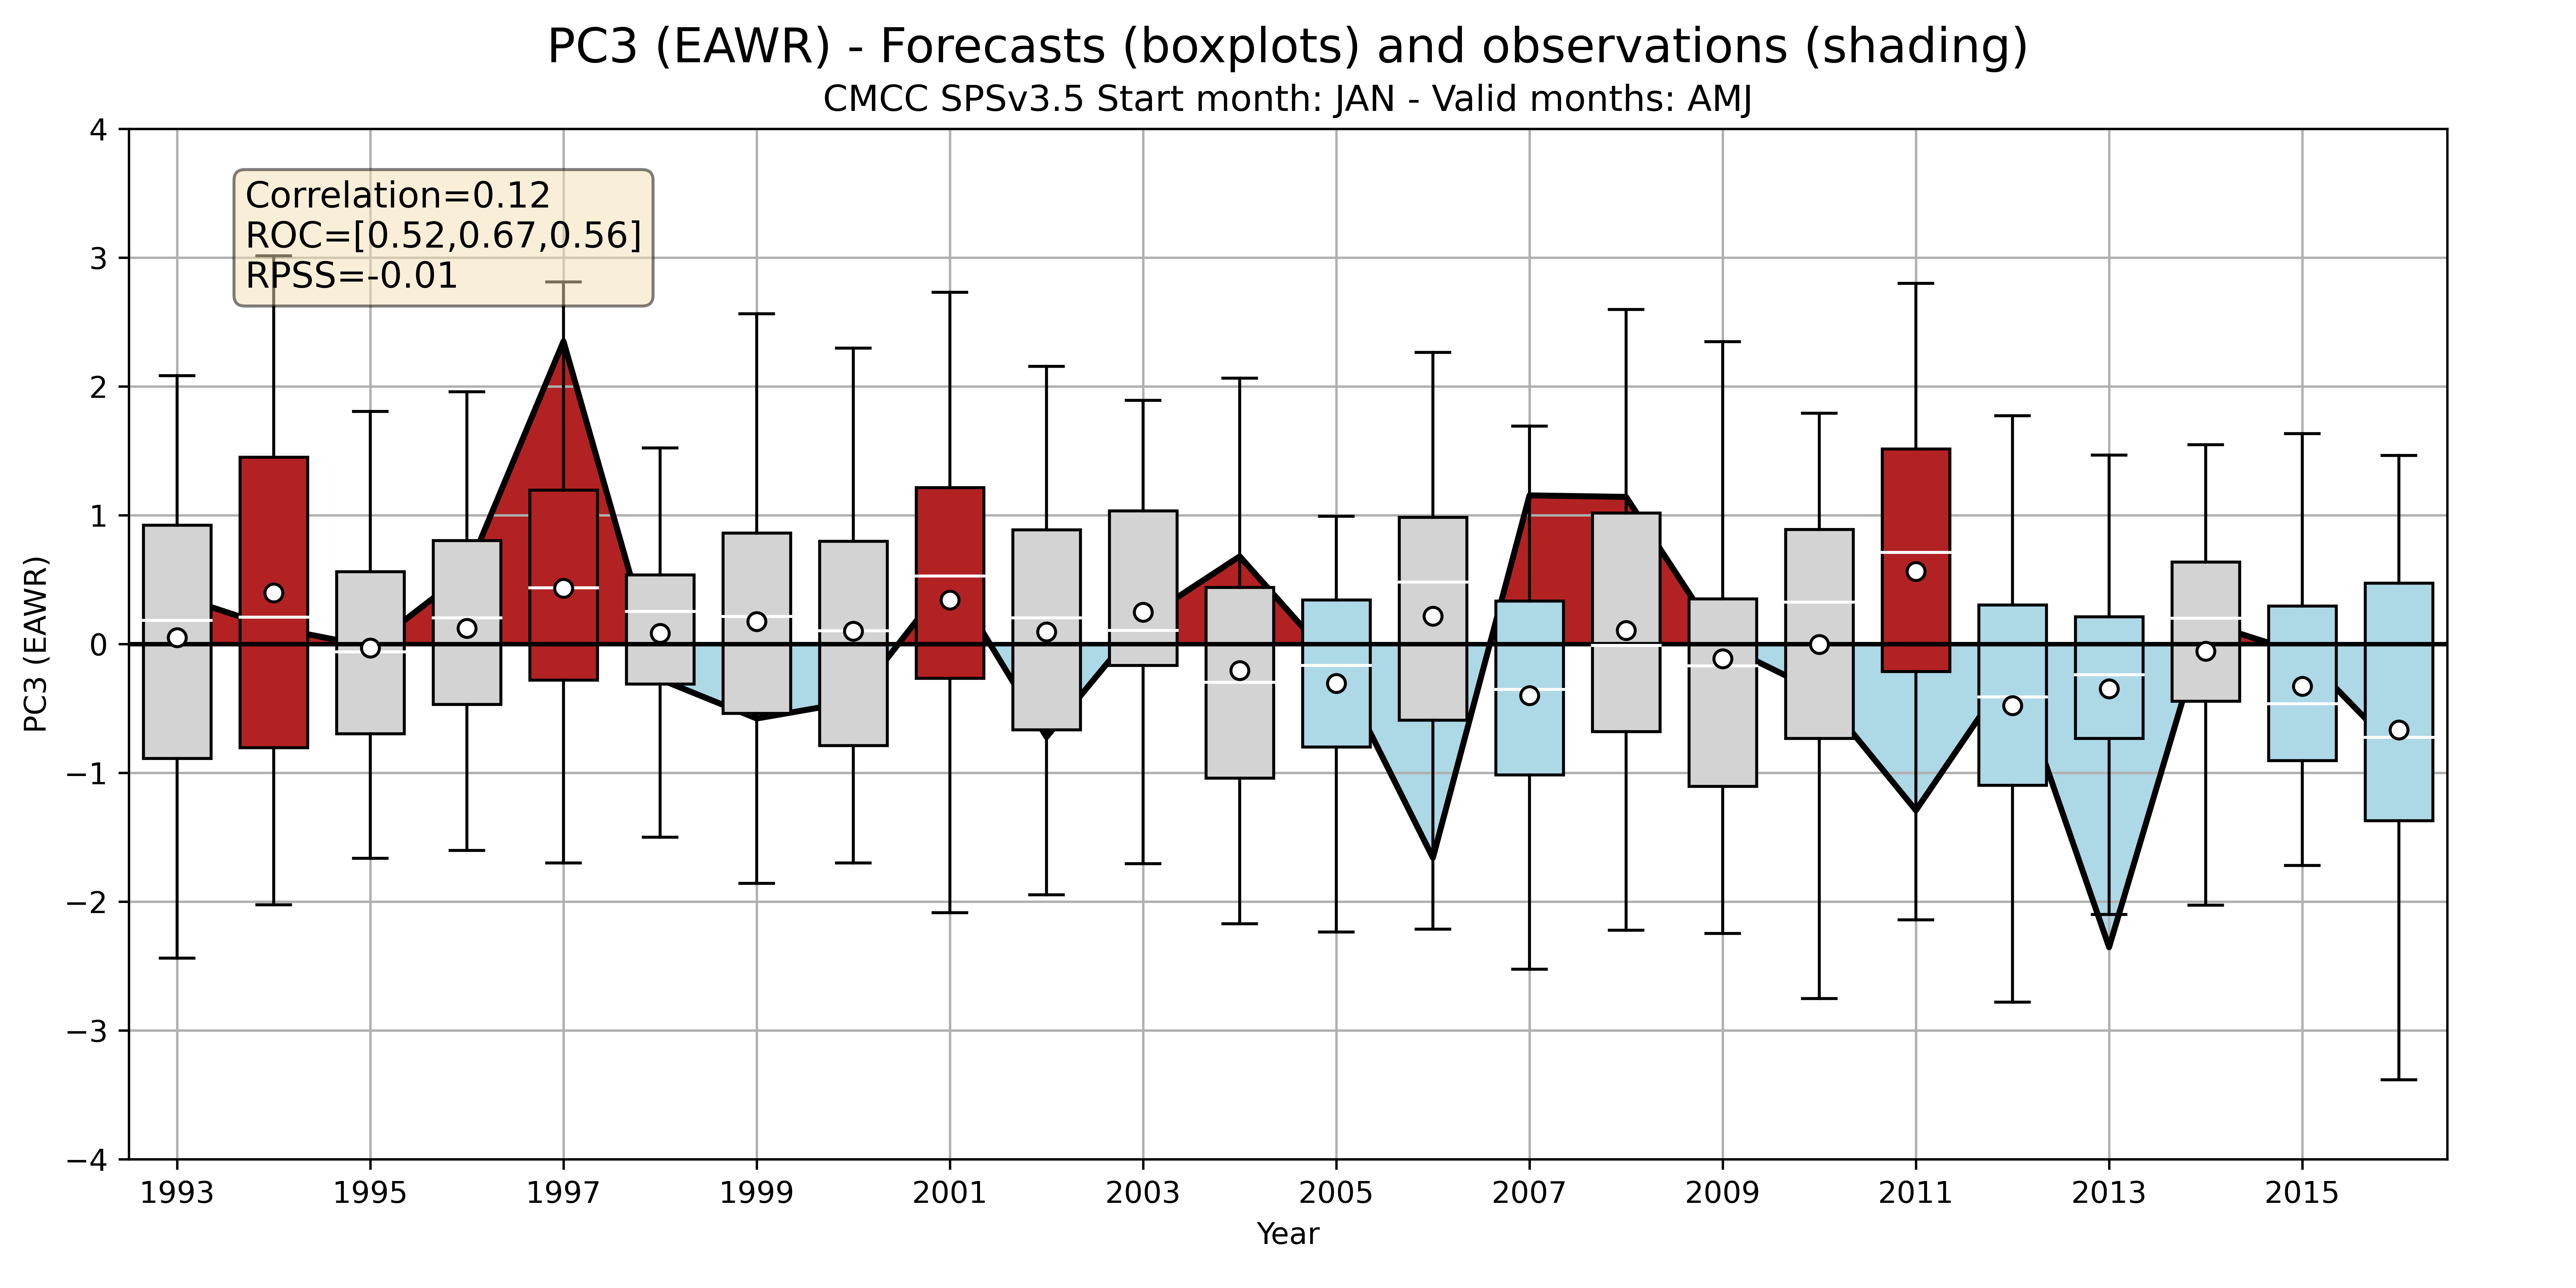 PC3 (EAWR) - Forecasts (boxplots) and observations (shading)
CMCC SPSv3.5 Start month: JAN - Valid months: AMJ
Correlation=0.12
ROC=[0.52,0.67,0.56]
RPSS=-0.01
PC3 (EAWR)
4
3
2
1
0
−1
−2
−3
−4
1993 1995 1997 1999 2001 2003 2005 2007 2009 2011 2013 2015
Year